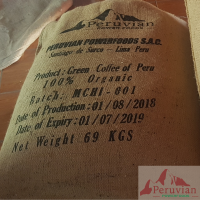 Peruvian
PERUVIAN POWERFOODS S.A.C.
Santiago de Surco - Lima Peru
Product: Green Coffee of Peru
100% Organic
Batch - MCH1-001
Date of Production: 01/08/2018
Date of Expiry: 01/07/2019
Net Weight 69 KGS
Peruvian